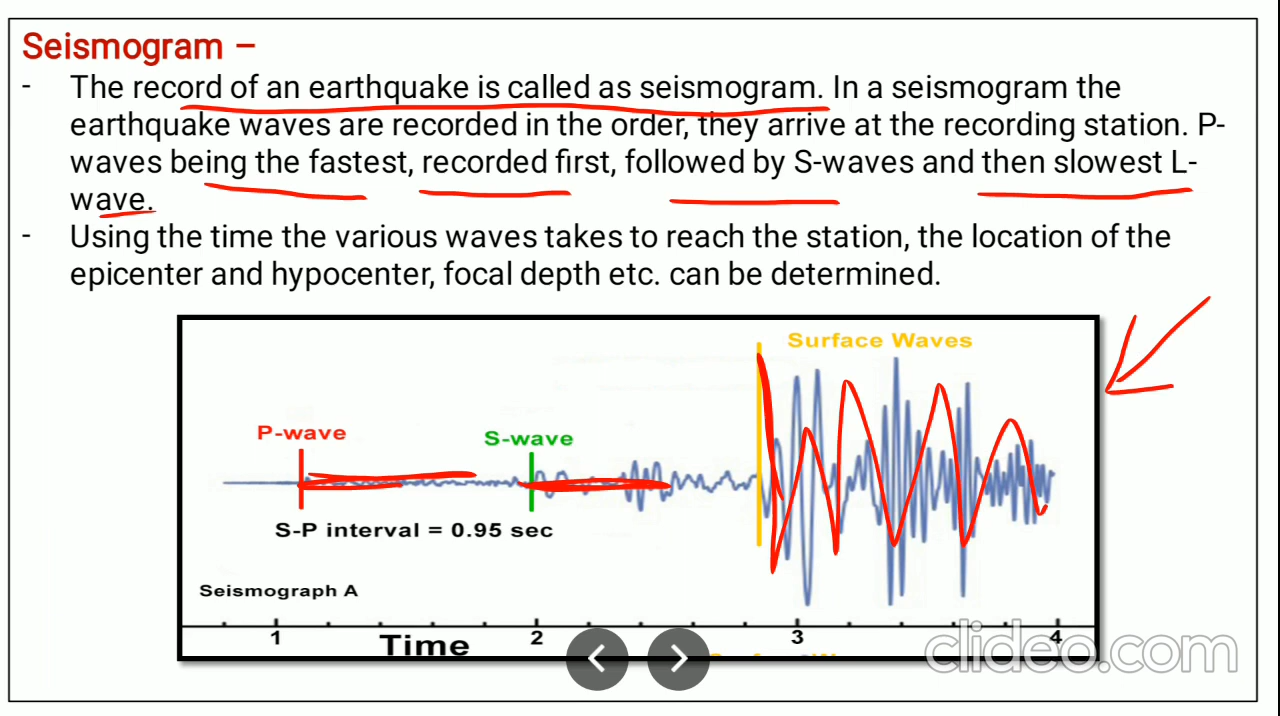 Seismogram –
- The record of an earthquake is called as seismogram. In a seismogram the
earthquake waves are recorded in the order, they arrive at the recording station. P-
waves being the fastest, recorded first, followed by S-waves and then slowest L-
wave.
- Using the time the various waves takes to reach the station, the location of the
epicenter and hypocenter, focal depth etc. can be determined.
Surface Waves
P-wave
S-wave
S-P interval = 0.95 sec
Seismograph A
1 2 3 4
Time
clideo.com